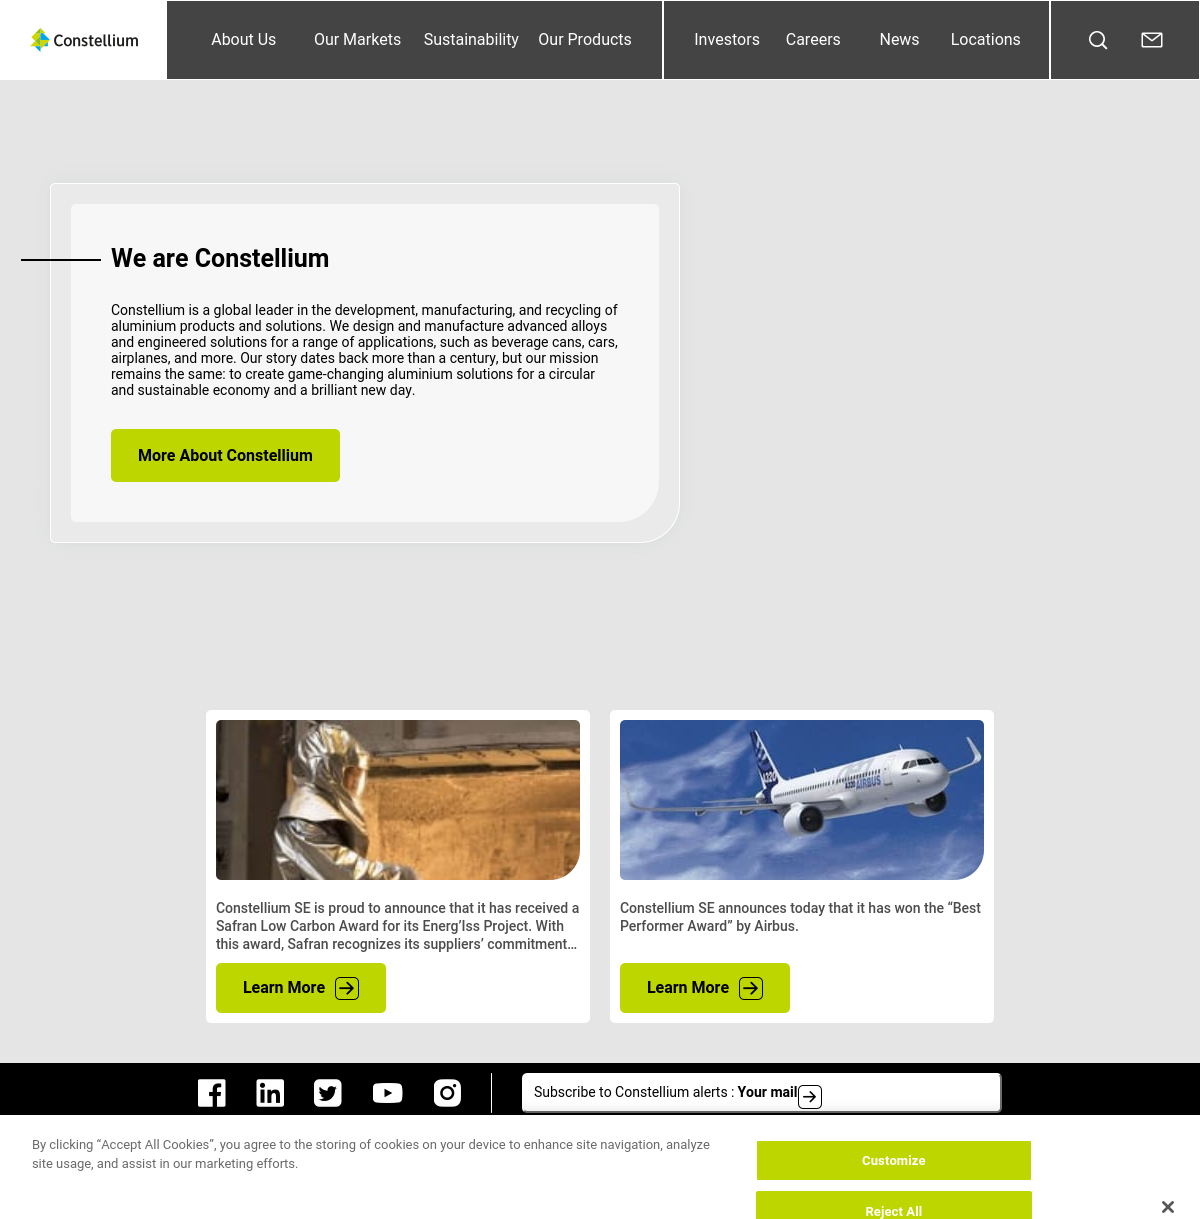 Constellium
About Us
Our Markets
Sustainability
Our Products
Investors
Careers
News
Locations
We are Constellium
Constellium is a global leader in the development, manufacturing, and recycling of
aluminium products and solutions. We design and manufacture advanced alloys
and engineered solutions for a range of applications, such as beverage cans, cars,
airplanes, and more. Our story dates back more than a century, but our mission
remains the same: to create game-changing aluminium solutions for a circular
and sustainable economy and a brilliant new day.
More About Constellium
A320
A320 AIRBUS
Constellium SE is proud to announce that it has received a
Safran Low Carbon Award for its Energ’Iss Project. With
this award, Safran recognizes its suppliers’ commitment…
Learn More
Constellium SE announces today that it has won the “Best
Performer Award” by Airbus.
Learn More
Subscribe to Constellium alerts : Your mail
By clicking “Accept All Cookies”, you agree to the storing of cookies on your device to enhance site navigation, analyze
site usage, and assist in our marketing efforts.
Customize
Reject All